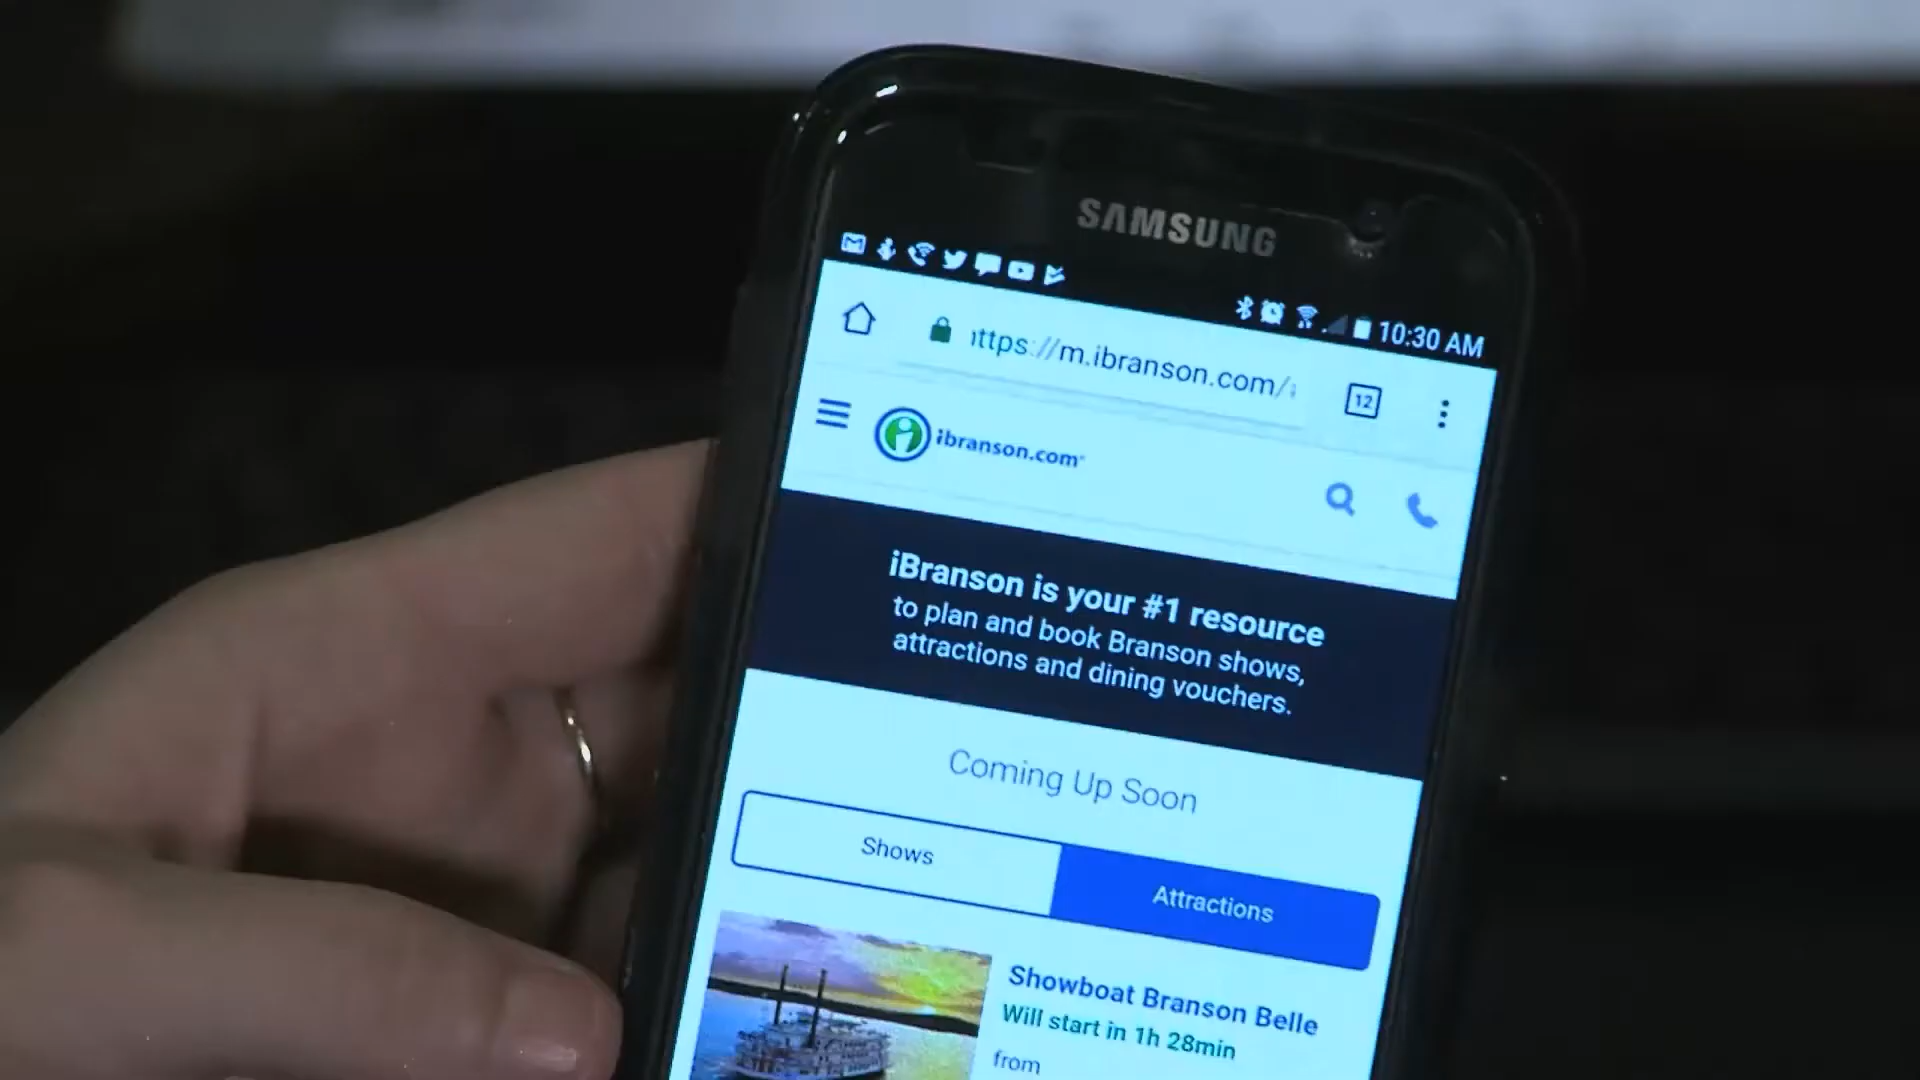 SAMSUNG
10:30 AM
ttps://m.ibranson.com/
12
ibranson.com
iBranson is your #1 resource
to plan and book Branson shows,
attractions and dining vouchers.
Coming Up Soon
Shows
Attractions
Showboat Branson Belle
Will start in 1h 28min
from